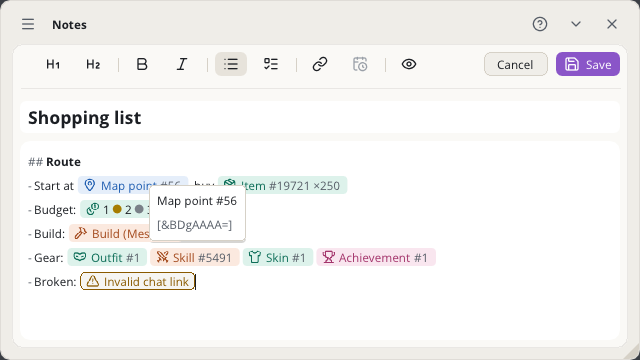 Notes
H1 H2 B I Cancel Save
Shopping list
## Route
- Start at Map point #56, buy Item #19721 ×250
Map point #56
[&BDgAAAA=]
- Budget: 1 2
- Build: Build (Mes
- Gear: Outfit #1 Skill #5491 Skin #1 Achievement #1
- Broken: Invalid chat link